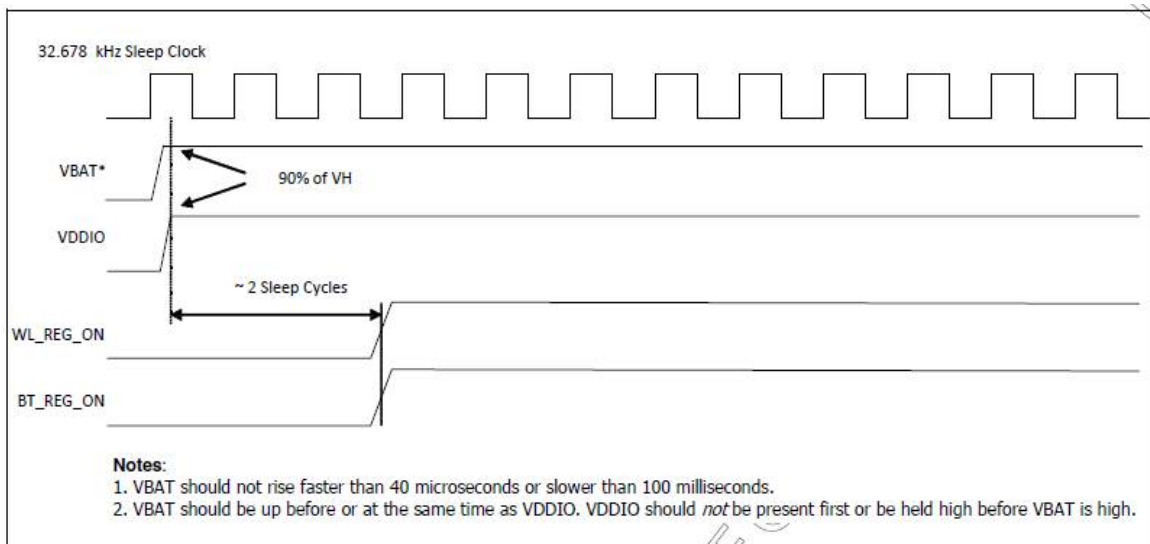 32.678 kHz Sleep Clock
VBAT*
90% of VH
VDDIO
~ 2 Sleep Cycles
WL_REG_ON
BT_REG_ON
Notes:
1. VBAT should not rise faster than 40 microseconds or slower than 100 milliseconds.
2. VBAT should be up before or at the same time as VDDIO. VDDIO should not be present first or be held high before VBAT is high.